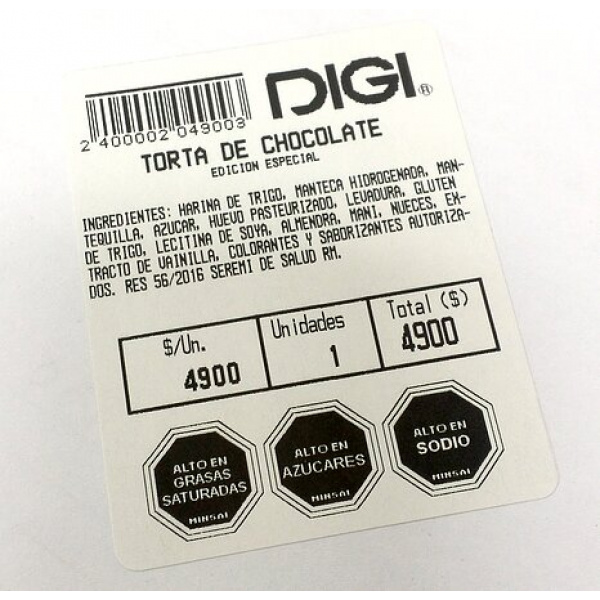 DIGI®
2 400002 049003
TORTA DE CHOCOLATE
EDICION ESPECIAL
INGREDIENTES: HARINA DE TRIGO, MANTECA HIDROGENADA, MAN-
TEQUILLA, AZUCAR, HUEVO PASTEURIZADO, LEVADURA, GLUTEN
DE TRIGO, LECITINA DE SOYA, ALMENDRA, MANI, NUECES, EX-
TRACTO DE VAINILLA, COLORANTES Y SABORIZANTES AUTORIZA-
DOS. RES 56/2016 SEREMI DE SALUD RM.
$/Un. Unidades Total ($)
4900 1 4900
ALTO EN
GRASAS
SATURADAS
MINSAl
ALTO EN
AZUCARES
MINSAl
ALTO EN
SODIO
MINSAl